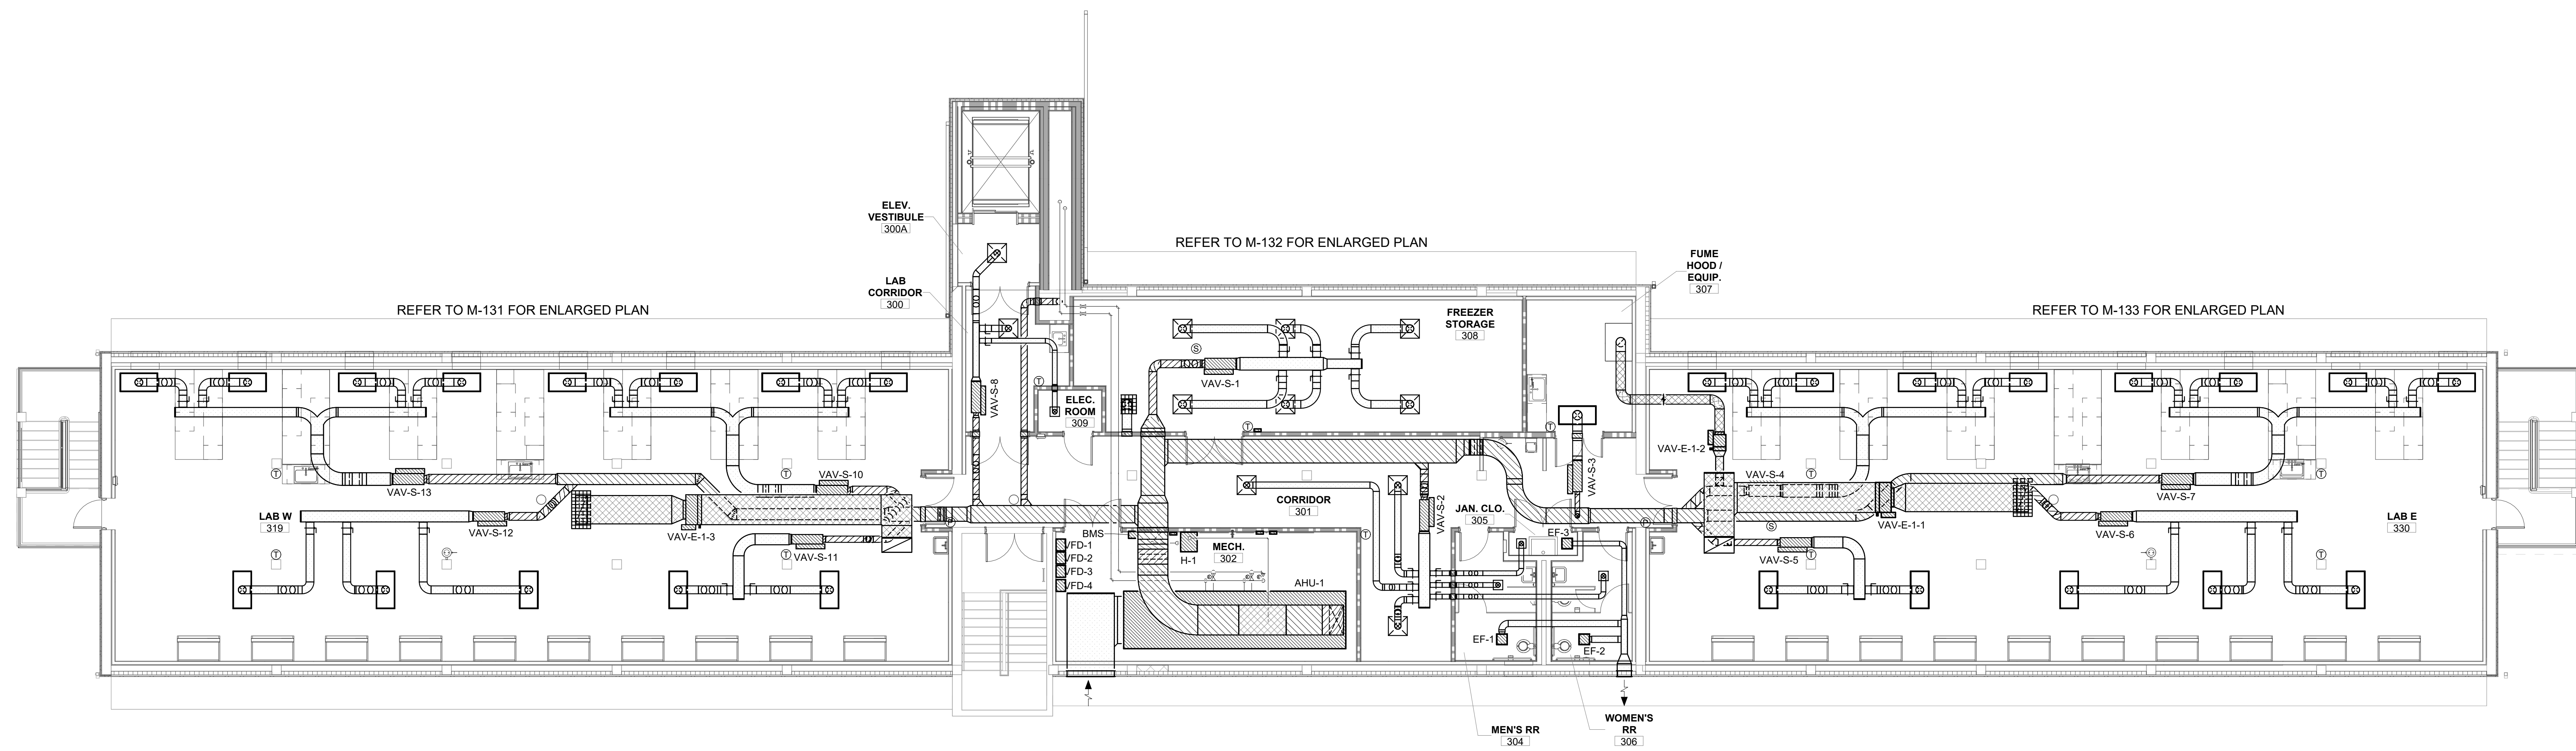 ELEV.
VESTIBULE
300A
REFER TO M-132 FOR ENLARGED PLAN
FUME
HOOD /
EQUIP.
307
LAB
CORRIDOR
300
REFER TO M-131 FOR ENLARGED PLAN
REFER TO M-133 FOR ENLARGED PLAN
FREEZER
STORAGE
308
S
VAV-S-1
VAV-S-8
T
ELEC.
ROOM
309
T
T
VAV-E-1-2
VAV-S-13
VAV-S-10
T
T
VAV-S-3
VAV-S-4
T
VAV-S-7
T
LAB W
319
VAV-S-12
VAV-E-1-3
VAV-S-11
T
T
CORRIDOR
301
VAV-S-2
JAN. CLO.
305
VAV-E-1-1
S
VAV-S-6
VAV-S-5
T
T
LAB E
330
BMS
VFD-1
VFD-2
VFD-3
VFD-4
H-1
MECH.
302
T
EF-3
AHU-1
EF-1
EF-2
MEN'S RR
304
WOMEN'S
RR
306